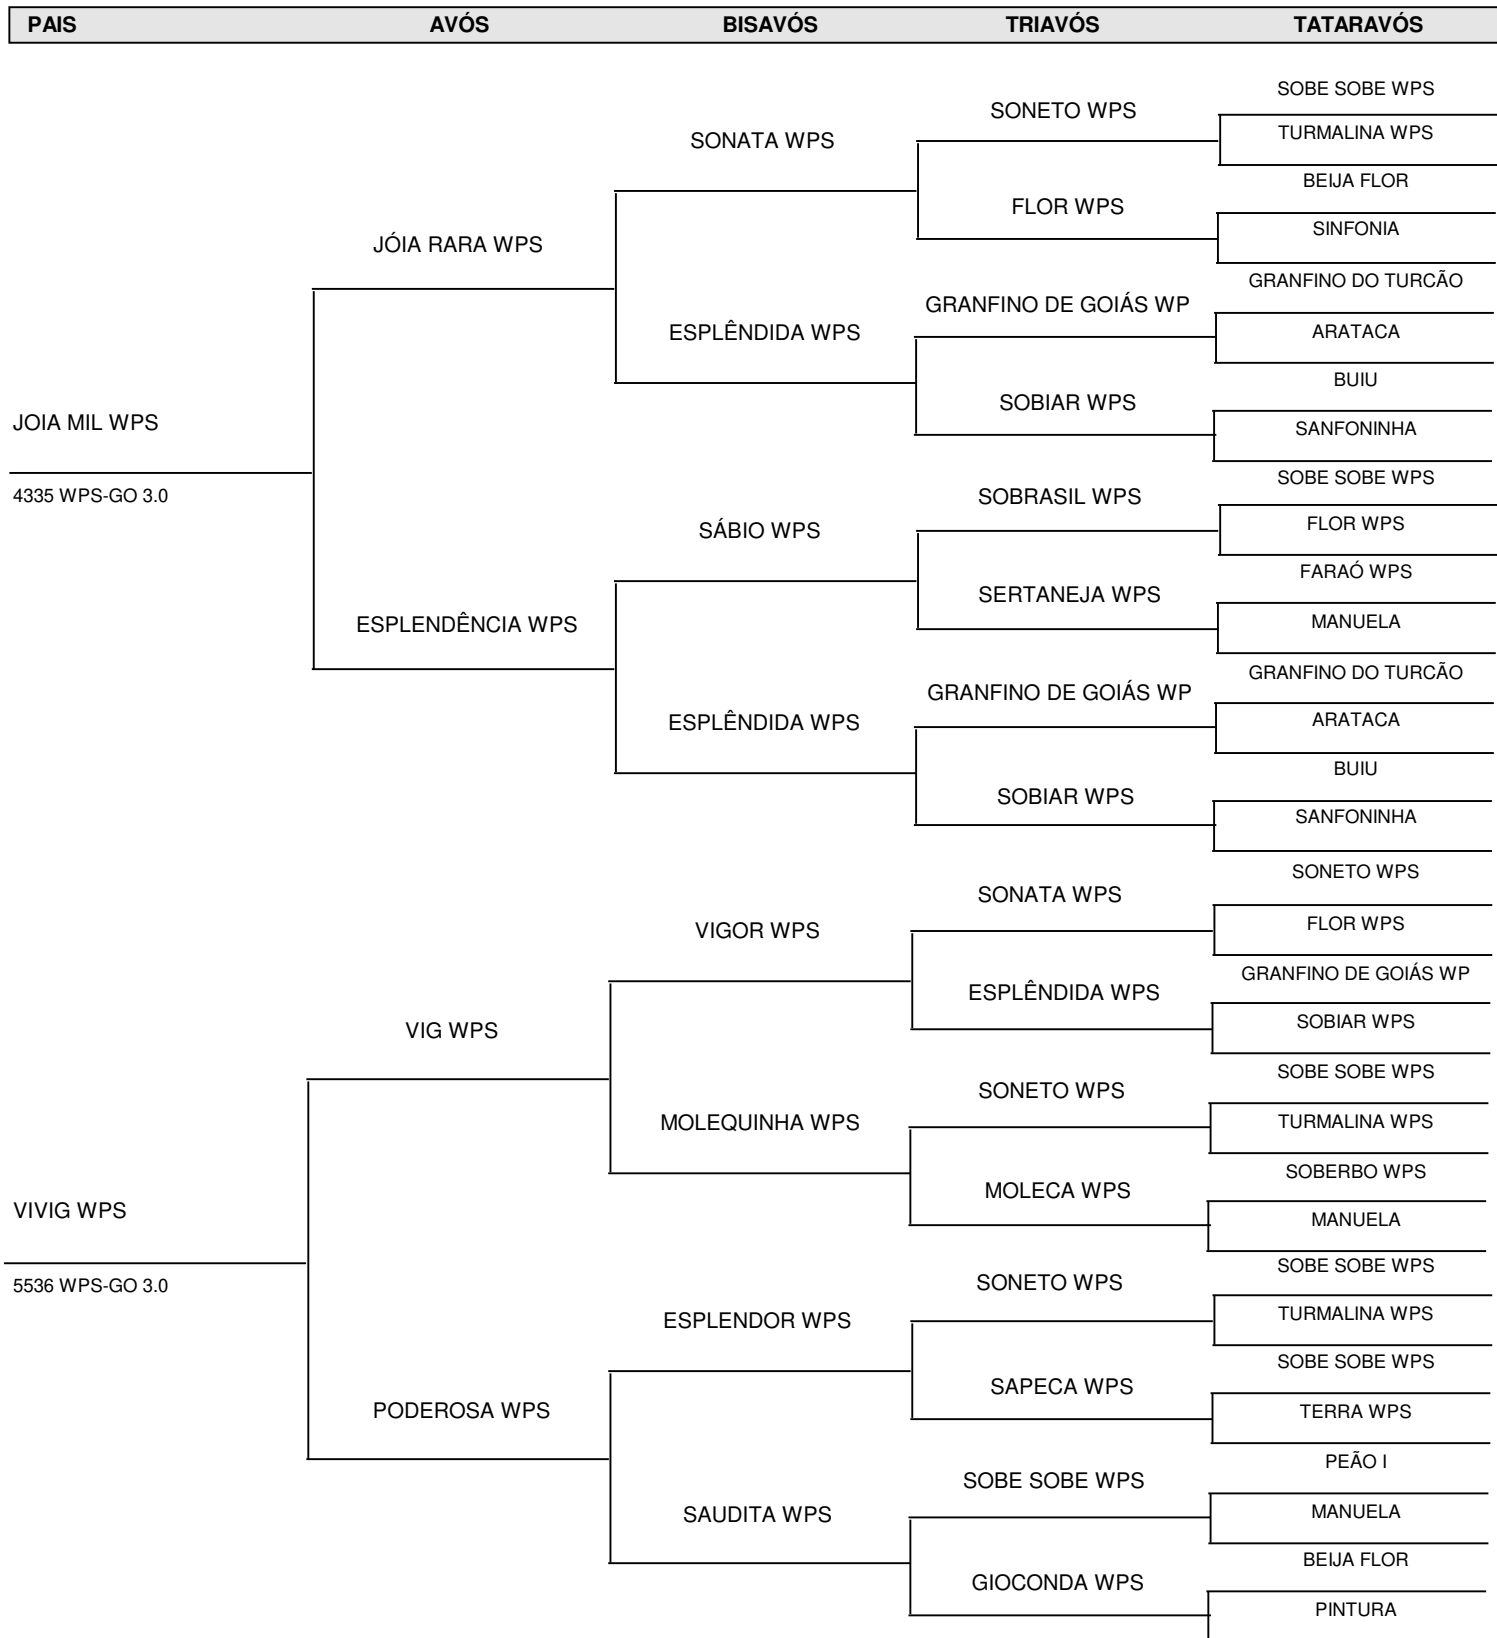 PAIS AVÓS BISAVÓS TRIAVÓS TATARAVÓS
SOBE SOBE WPS
SONETO WPS
TURMALINA WPS
SONATA WPS
BEIJA FLOR
FLOR WPS
SINFONIA
JÓIA RARA WPS
GRANFINO DO TURCÃO
GRANFINO DE GOIÁS WP
ARATACA
ESPLÊNDIDA WPS
BUIU
SOBIAR WPS
SANFONINHA
JOIA MIL WPS
4335 WPS-GO 3.0
SOBE SOBE WPS
SOBRASIL WPS
FLOR WPS
SÁBIO WPS
FARAÓ WPS
SERTANEJA WPS
MANUELA
ESPLENDÊNCIA WPS
GRANFINO DO TURCÃO
GRANFINO DE GOIÁS WP
ARATACA
ESPLÊNDIDA WPS
BUIU
SOBIAR WPS
SANFONINHA
SONETO WPS
SONATA WPS
FLOR WPS
VIGOR WPS
GRANFINO DE GOIÁS WP
ESPLÊNDIDA WPS
SOBIAR WPS
VIG WPS
SOBE SOBE WPS
SONETO WPS
TURMALINA WPS
MOLEQUINHA WPS
SOBERBO WPS
MOLECA WPS
MANUELA
VIVIG WPS
5536 WPS-GO 3.0
SOBE SOBE WPS
SONETO WPS
TURMALINA WPS
ESPLENDOR WPS
SOBE SOBE WPS
SAPECA WPS
TERRA WPS
PODEROSA WPS
PEÃO I
SOBE SOBE WPS
MANUELA
SAUDITA WPS
BEIJA FLOR
GIOCONDA WPS
PINTURA